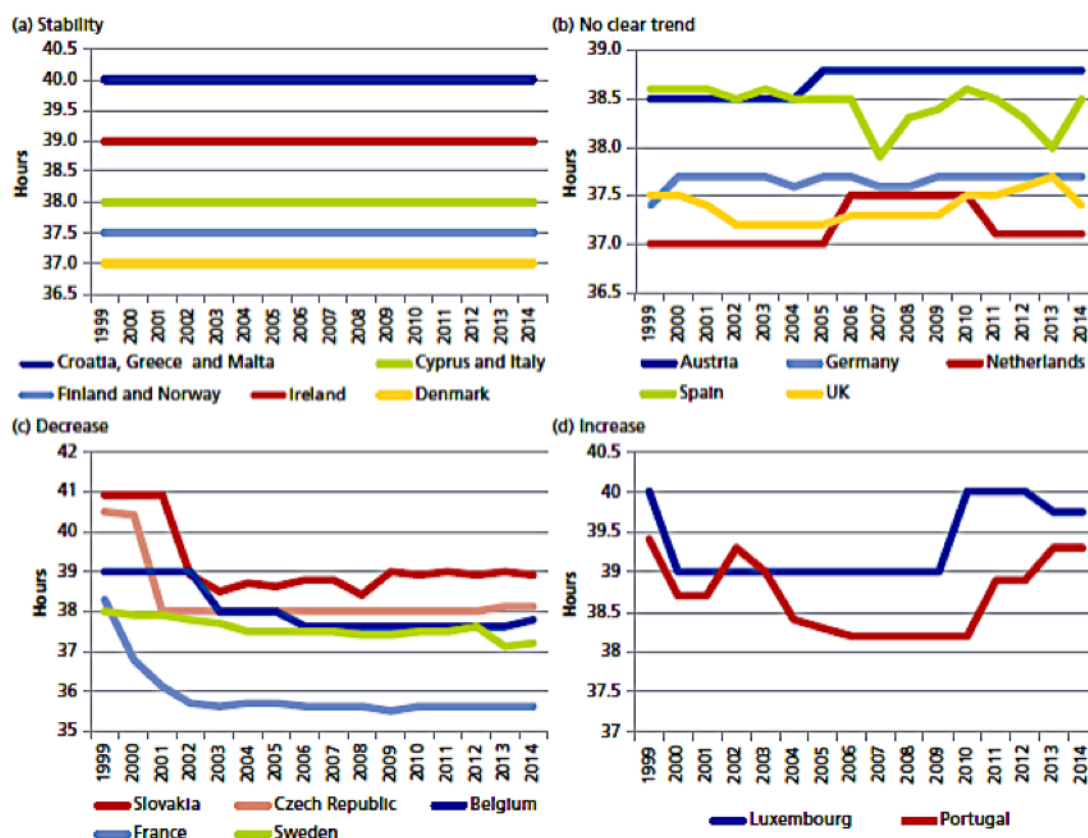 (a) Stability
40.5
40.0
39.5
39.0
38.5
38.0
37.5
37.0
36.5
Hours
1999 2000 2001 2002 2003 2004 2005 2006 2007 2008 2009 2010 2011 2012 2013 2014
Croatia, Greece and Malta Cyprus and Italy
Finland and Norway Ireland Denmark
(b) No clear trend
39.0
38.5
38.0
37.5
37.0
36.5
Hours
1999 2000 2001 2002 2003 2004 2005 2006 2007 2008 2009 2010 2011 2012 2013 2014
Austria Germany Netherlands
Spain UK
(c) Decrease
42
41
40
39
38
37
36
35
Hours
1999 2000 2001 2002 2003 2004 2005 2006 2007 2008 2009 2010 2011 2012 2013 2014
Slovakia Czech Republic Belgium
France Sweden
(d) Increase
40.5
40
39.5
39
38.5
38
37.5
37
Hours
1999 2000 2001 2002 2003 2004 2005 2006 2007 2008 2009 2010 2011 2012 2013 2014
Luxembourg Portugal